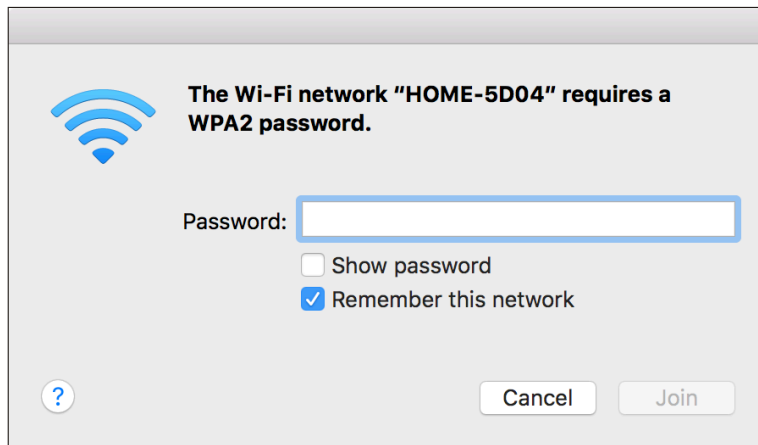 The Wi-Fi network “HOME-5D04” requires a
WPA2 password.
Password:
Show password
Remember this network
?
Cancel
Join